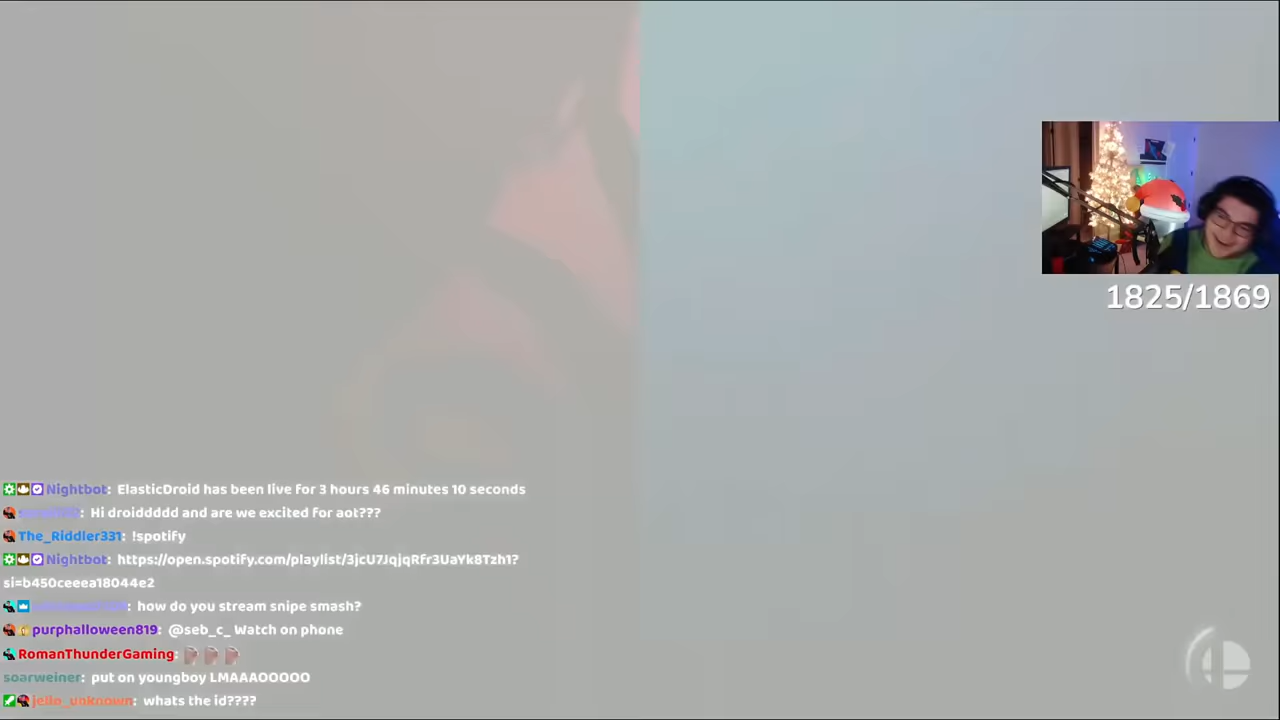 1825/1869
Nightbot: ElasticDroid has been live for 3 hours 46 minutes 10 seconds
: Hi droidddd and are we excited for aot???
The_Riddler331: !spotify
Nightbot: https://open.spotify.com/playlist/3jcU7JqjqRfr3UaYk8Tzh1?
si=b450ceeea18044e2
: how do you stream snipe smash?
purphalloween819: @seb_c_ Watch on phone
RomanThunderGaming:
soarweiner: put on youngboy LMAAAOOOOO
jello_unknown: whats the id????